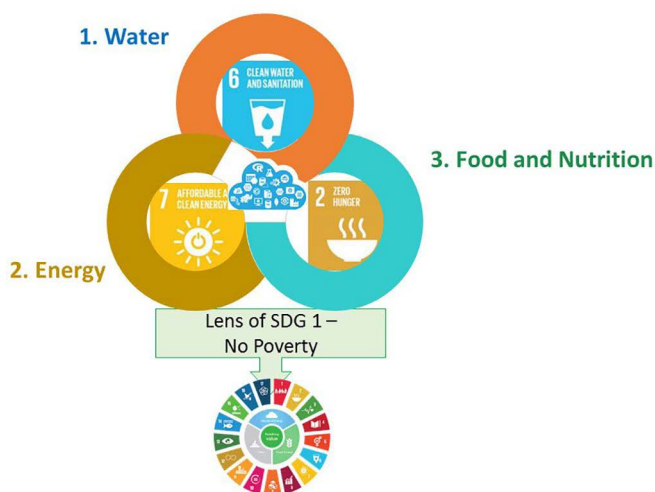 1. Water
6 CLEAN WATER
AND SANITATION
3. Food and Nutrition
7 AFFORDABLE A
CLEAN ENERGY
2 ZERO
HUNGER
2. Energy
Lens of SDG 1 –
No Poverty